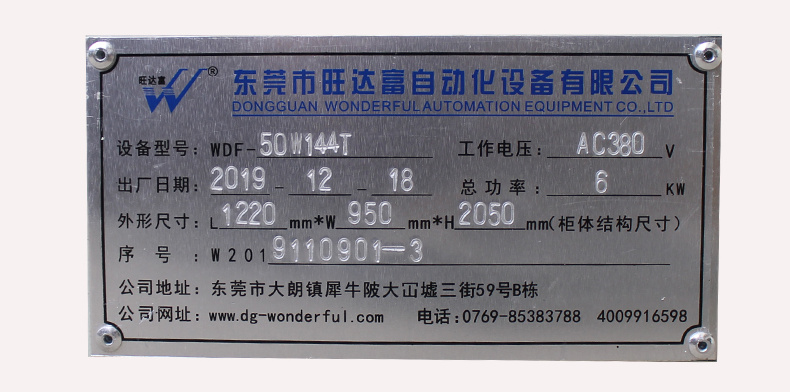 旺达富 ® 东莞市旺达富自动化设备有限公司
DONGGUAN WONDERFUL AUTOMATION EQUIPMENT CO.,LTD
设备型号: WDF-50W144T 工作电压: AC380 V
出厂日期: 2019 - 12 - 18 总功率: 6 KW
外形尺寸: L 1220 mm*W 950 mm*H 2050 mm(柜体结构尺寸)
序号: W2019110901-3
公司地址: 东莞市大朗镇犀牛陂大冚墟三街59号B栋
公司网址: www.dg-wonderful.com 电话:0769-85383788 4009916598